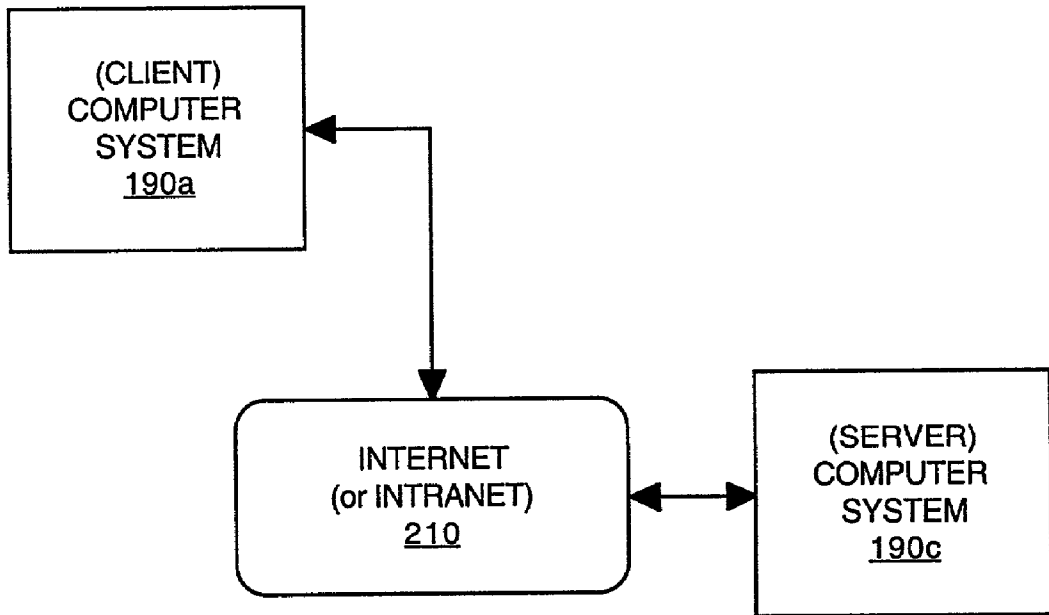 (CLIENT)
COMPUTER
SYSTEM
190a
INTERNET
(or INTRANET)
210
(SERVER)
COMPUTER
SYSTEM
190c